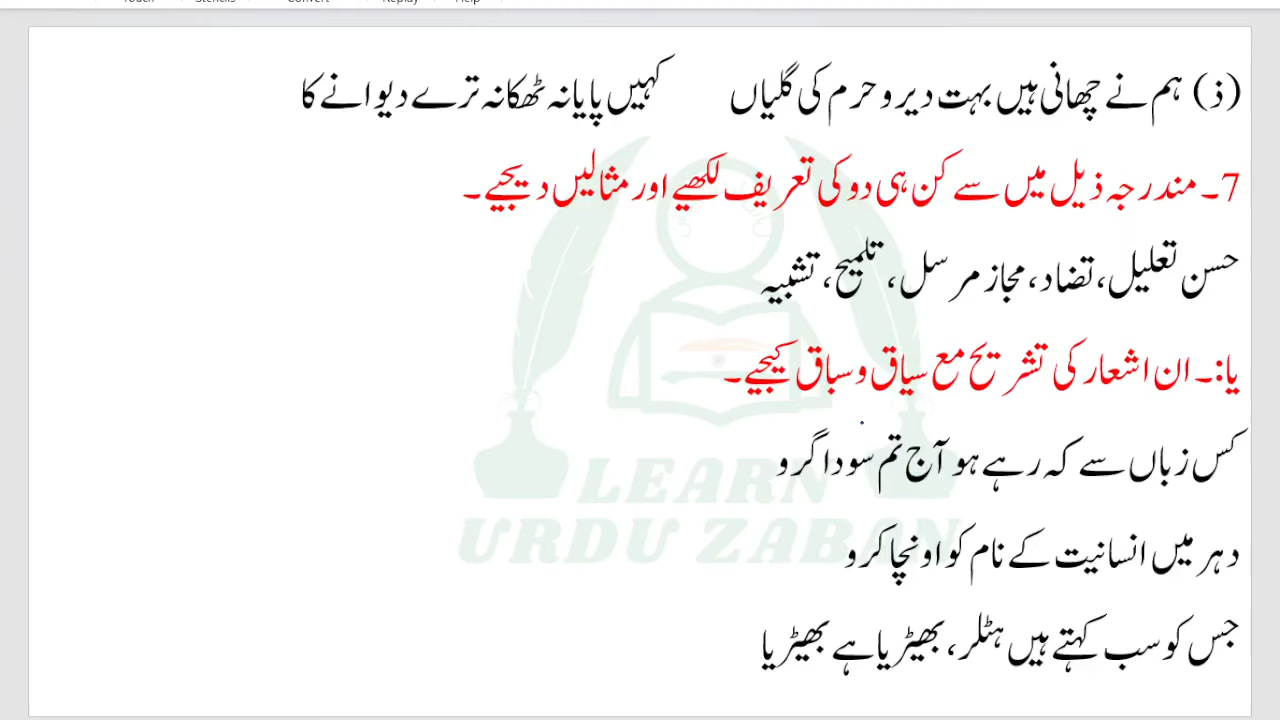 (ذ) ہم نے چھانی ہیں بہت دیر و حرم کی گلیاں کہیں پایا نہ ٹھکانہ ترے دیوانے کا
7۔ مندرجہ ذیل میں سے کن ہی دو کی تعریف لکھیے اور مثالیں دیجیے۔
حسن تعلیل، تضاد، مجاز مرسل، تلمیح، تشبیہ
یا:۔ ان اشعار کی تشریح مع سیاق و سباق کیجیے۔
کس زباں سے کہ رہے ہو آج تم سودا گرو
دہر میں انسانیت کے نام کو اونچا کرو
جس کو سب کہتے ہیں ہٹلر، بھیڑیا ہے بھیڑیا
LEARN
URDU ZABAN